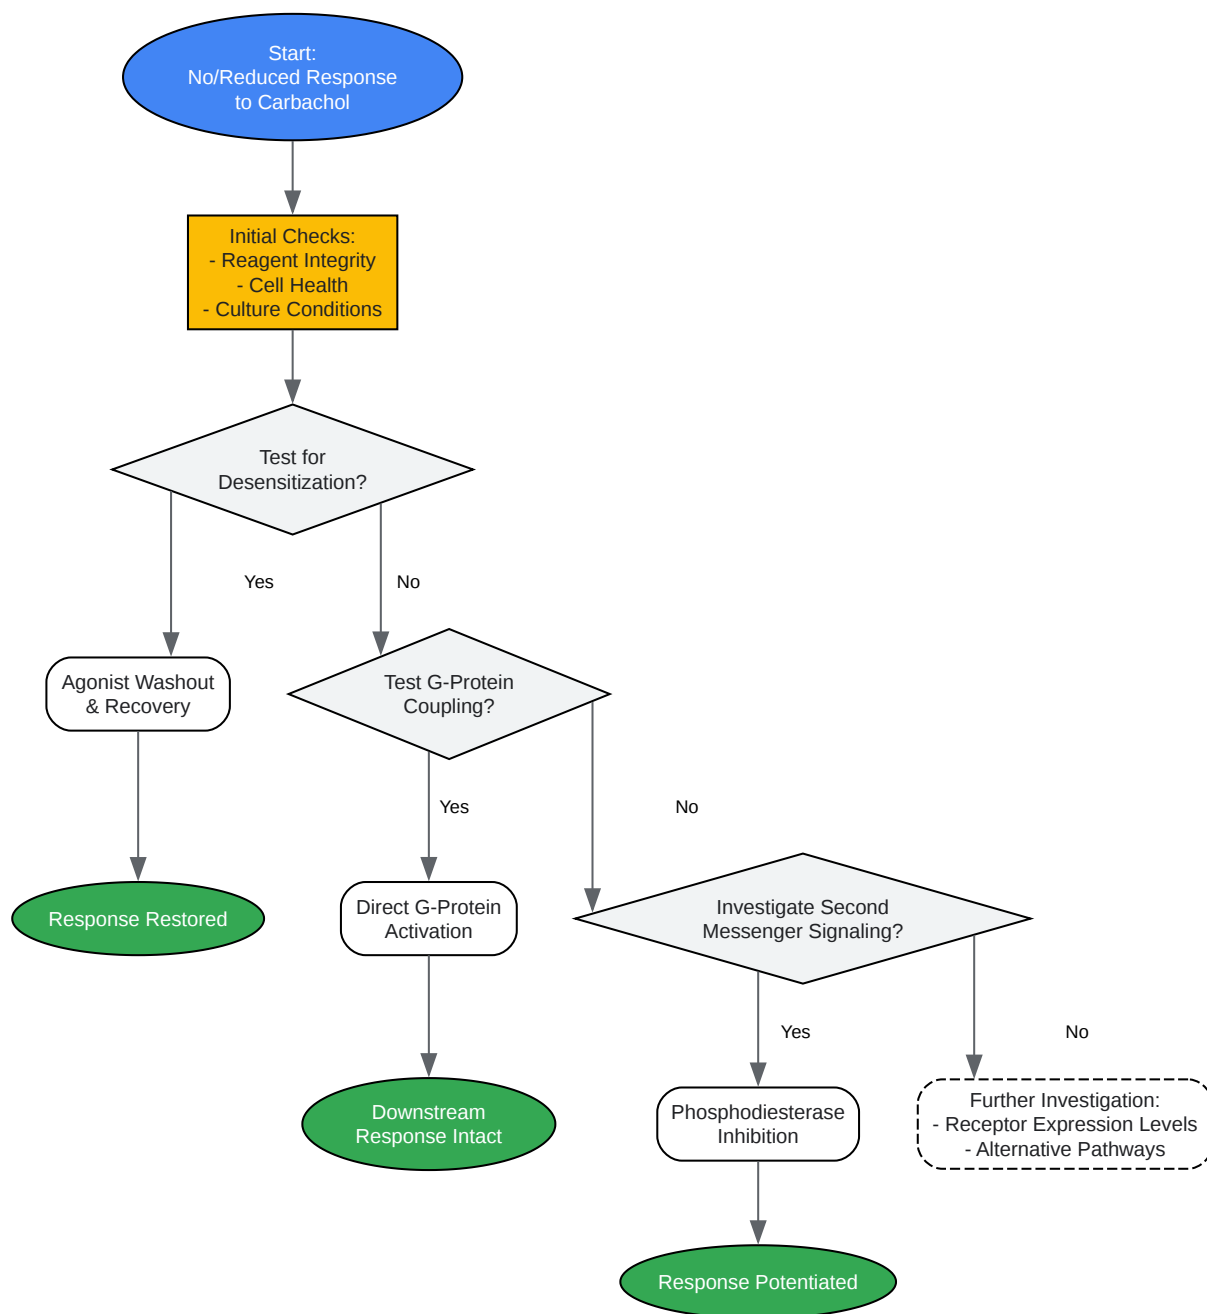 Start:
No/Reduced Response
to Carbachol
Initial Checks:
- Reagent Integrity
- Cell Health
- Culture Conditions
Test for
Desensitization?
Yes
No
Agonist Washout
& Recovery
Test G-Protein
Coupling?
Yes
No
Response Restored
Direct G-Protein
Activation
Investigate Second
Messenger Signaling?
Yes
No
Downstream
Response Intact
Phosphodiesterase
Inhibition
Further Investigation:
- Receptor Expression Levels
- Alternative Pathways
Response Potentiated